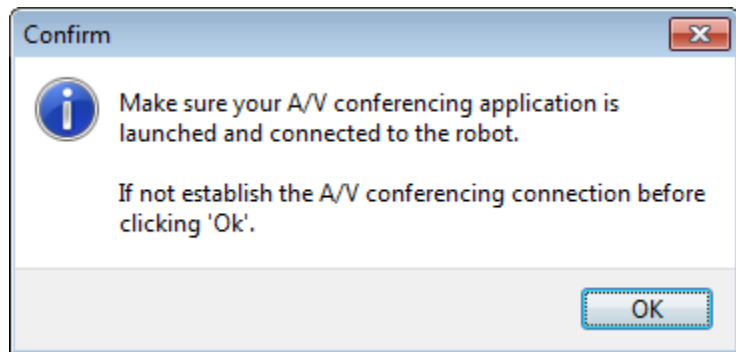 Confirm
Make sure your A/V conferencing application is
launched and connected to the robot.
If not establish the A/V conferencing connection before
clicking 'Ok'.
OK